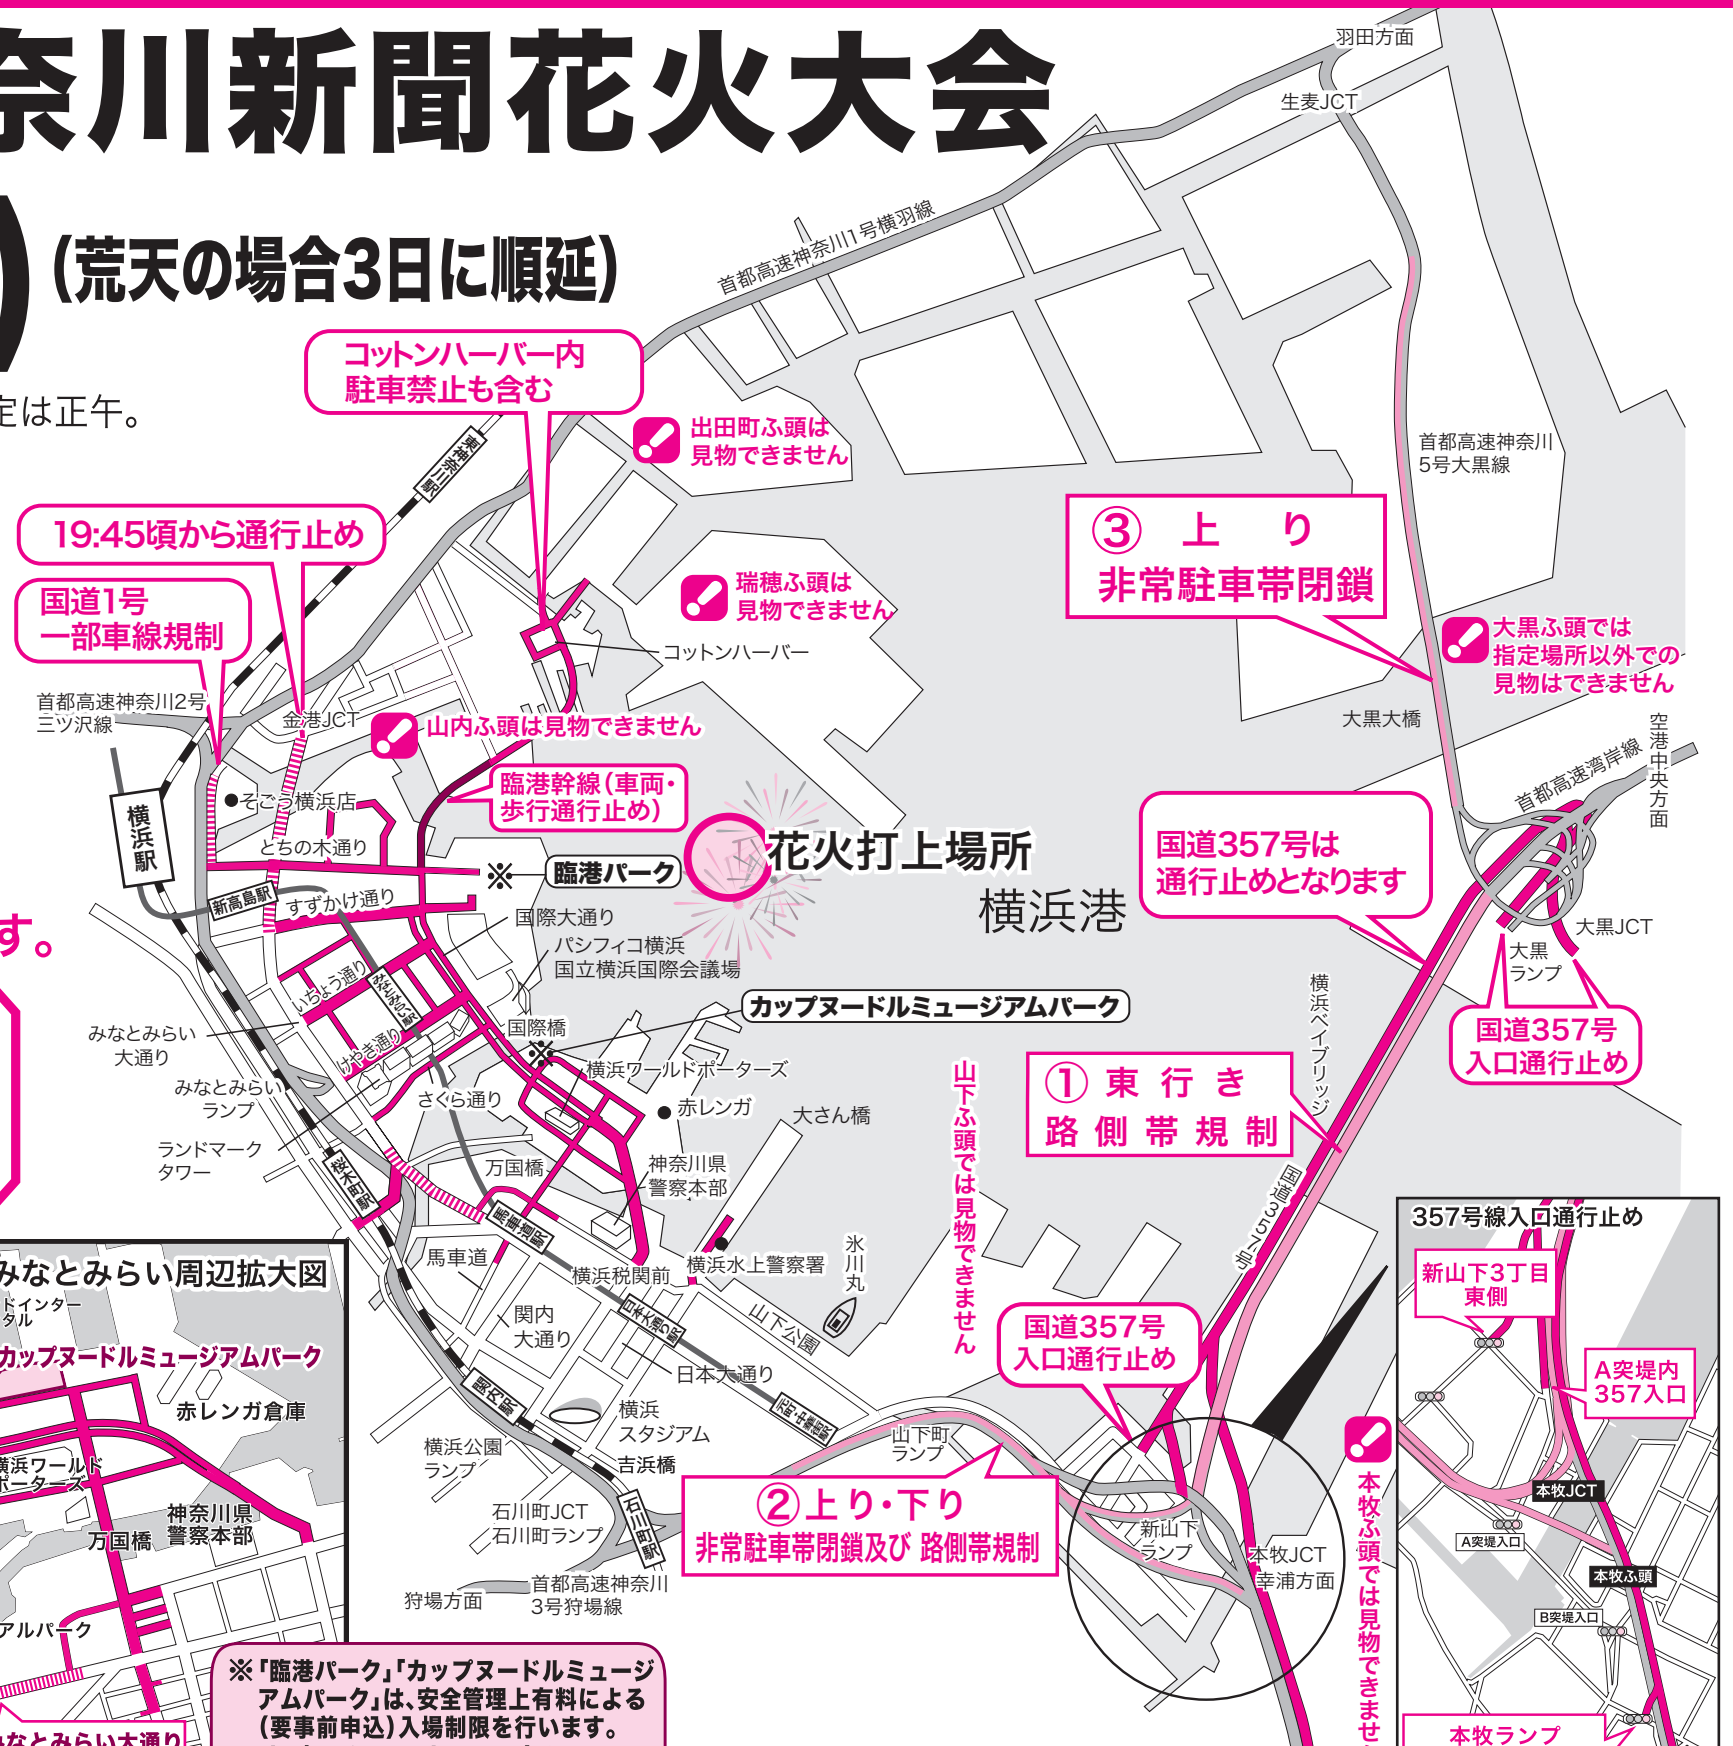 奈川新聞花火大会
)(荒天の場合3日に順延)
定は正午。
羽田方面
生麦JCT
首都高速神奈川1号横羽線
コットンハーバー内
駐車禁止も含む
出田町ふ頭は
見物できません
東神奈川駅
首都高速神奈川
5号大黒線
19:45頃から通行止め
③ 上り
非常駐車帯閉鎖
国道1号
一部車線規制
瑞穂ふ頭は
見物できません
大黒ふ頭では
指定場所以外での
見物はできません
コットンハーバー
首都高速神奈川2号
三ツ沢線
金港JCT
山内ふ頭は見物できません
大黒大橋
空港中央方面
首都高速湾岸線
臨港幹線(車両・
歩行通行止め)
そごう横浜店
横浜駅
とちの木通り
花火打上場所
横浜港
国道357号は
通行止めとなります
※
臨港パーク
新高島駅
すずかけ通り
国際大通り
パシフィコ横浜
国立横浜国際会議場
す。
大黒JCT
大黒
ランプ
いちょう通り
みなとみらい駅
横浜ベイブリッジ
カップヌードルミュージアムパーク
国道357号
入口通行止め
みなとみらい
大通り
けやき通り
国際橋
※
横浜ワールドポーターズ
みなとみらい
ランプ
さくら通り
赤レンガ
大さん橋
山下ふ頭では見物できません
① 東行き
路側帯規制
ランドマーク
タワー
桜木町駅
万国橋
神奈川県
警察本部
国道357号
馬車道駅
馬車道
横浜税関前
横浜水上警察署
氷川丸
357号線入口通行止め
新山下3丁目
東側
みなとみらい周辺拡大図
ドインター
タル
関内
大通り
日本大通り駅
山下公園
国道357号
入口通行止め
カップヌードルミュージアムパーク
A突堤内
357入口
赤レンガ倉庫
関内駅
日本大通り
元町・中華街駅
横浜
スタジアム
横浜公園
ランプ
吉浜橋
山下町
ランプ
横浜ワールド
ポーターズ
本牧JCT
② 上り・下り
非常駐車帯閉鎖及び 路側帯規制
石川町JCT
石川町ランプ
石川町駅
万国橋
神奈川県
警察本部
新山下
ランプ
本牧JCT
幸浦方面
A突堤入口
本牧ふ頭
首都高速神奈川
3号狩場線
狩場方面
本牧ふ頭では見物できませ
B突堤入口
アルパーク
※「臨港パーク」「カップヌードルミュージ
アムパーク」は、安全管理上有料による
(要事前申込)入場制限を行います。
みなとみらい大通り
本牧ランプ